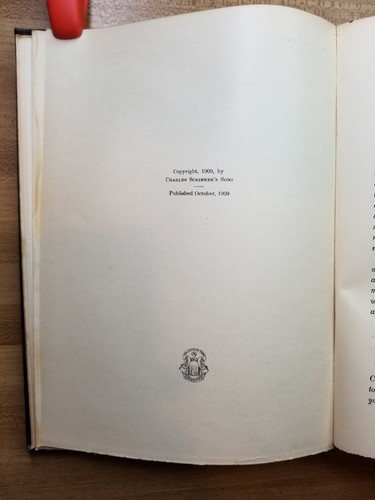 Copyright, 1909, by
Charles Scribner's Sons
Published October, 1909